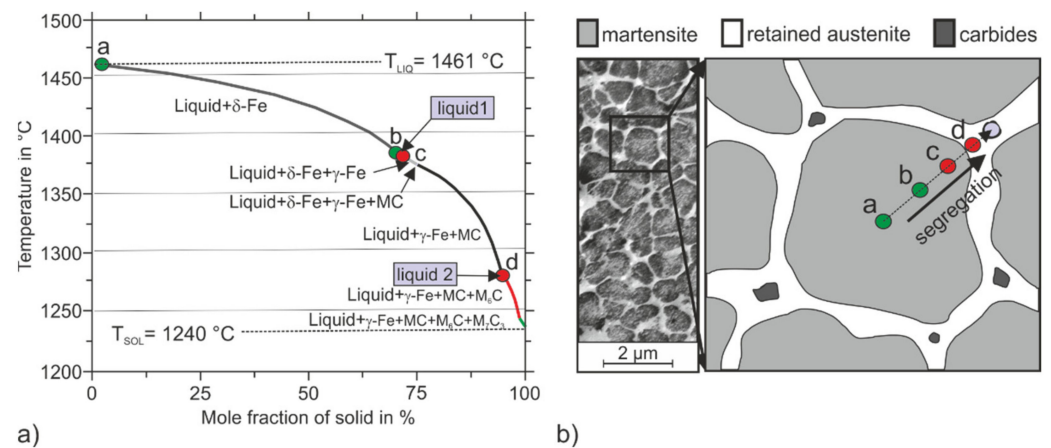 1500
1450
1400
1350
1300
1250
1200
Temperature in °C
a
T_LIQ = 1461 °C
Liquid+δ-Fe
liquid1
b
c
Liquid+δ-Fe+γ-Fe
Liquid+δ-Fe+γ-Fe+MC
Liquid+γ-Fe+MC
liquid 2
d
Liquid+γ-Fe+MC+M₆C
Liquid+γ-Fe+MC+M₆C+M₇C₃
T_SOL = 1240 °C
0 25 50 75 100
Mole fraction of solid in %
a)
martensite retained austenite carbides
d
c
b
a
segregation
2 µm
b)